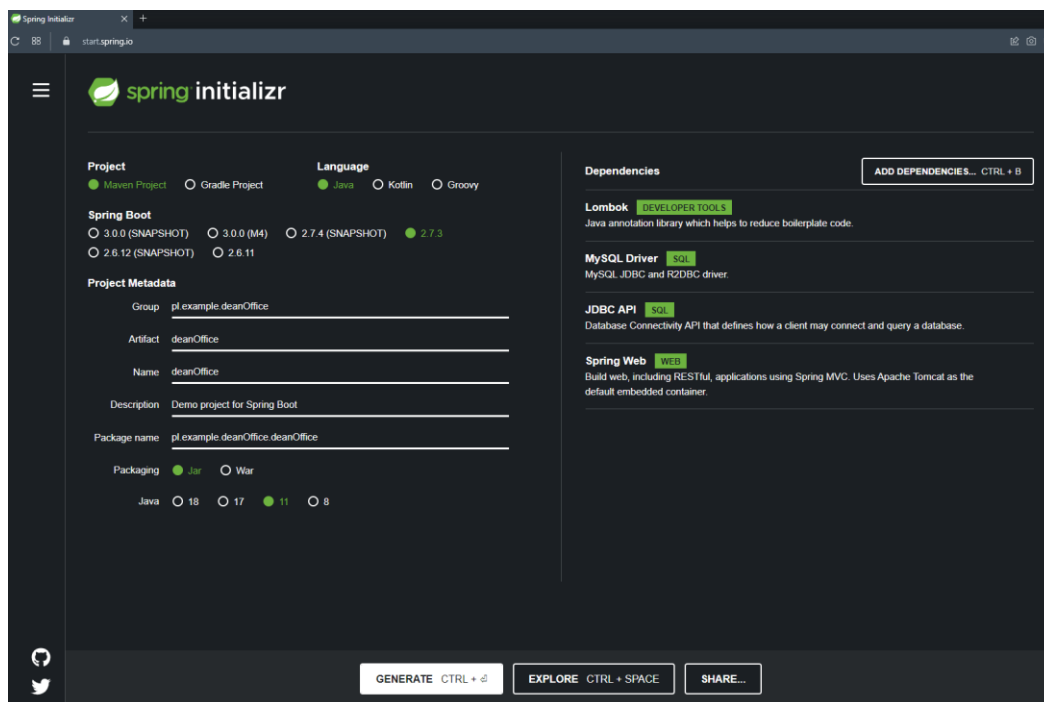 Spring Initializr
start.spring.io
spring initializr
Project
Maven Project Gradle Project
Language
Java Kotlin Groovy
Spring Boot
3.0.0 (SNAPSHOT) 3.0.0 (M4) 2.7.4 (SNAPSHOT) 2.7.3
2.6.12 (SNAPSHOT) 2.6.11
Project Metadata
Group pl.example.deanOffice
Artifact deanOffice
Name deanOffice
Description Demo project for Spring Boot
Package name pl.example.deanOffice.deanOffice
Packaging Jar War
Java 18 17 11 8
Dependencies ADD DEPENDENCIES... CTRL + B
Lombok DEVELOPER TOOLS
Java annotation library which helps to reduce boilerplate code.
MySQL Driver SQL
MySQL JDBC and R2DBC driver.
JDBC API SQL
Database Connectivity API that defines how a client may connect and query a database.
Spring Web WEB
Build web, including RESTful, applications using Spring MVC. Uses Apache Tomcat as the
default embedded container.
GENERATE CTRL + ⏎ EXPLORE CTRL + SPACE SHARE...